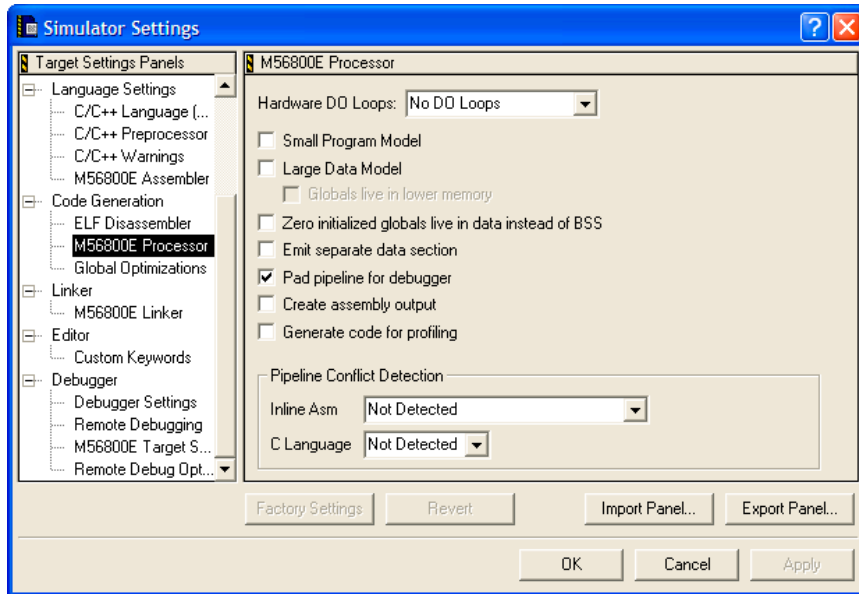 Simulator Settings
Target Settings Panels
Language Settings
C/C++ Language (...
C/C++ Preprocessor
C/C++ Warnings
M56800E Assembler
Code Generation
ELF Disassembler
M56800E Processor
Global Optimizations
Linker
M56800E Linker
Editor
Custom Keywords
Debugger
Debugger Settings
Remote Debugging
M56800E Target S...
Remote Debug Opt...
M56800E Processor
Hardware DO Loops: No DO Loops
Small Program Model
Large Data Model
Globals live in lower memory
Zero initialized globals live in data instead of BSS
Emit separate data section
Pad pipeline for debugger
Create assembly output
Generate code for profiling
Pipeline Conflict Detection
Inline Asm Not Detected
C Language Not Detected
Factory Settings Revert Import Panel... Export Panel...
OK Cancel Apply